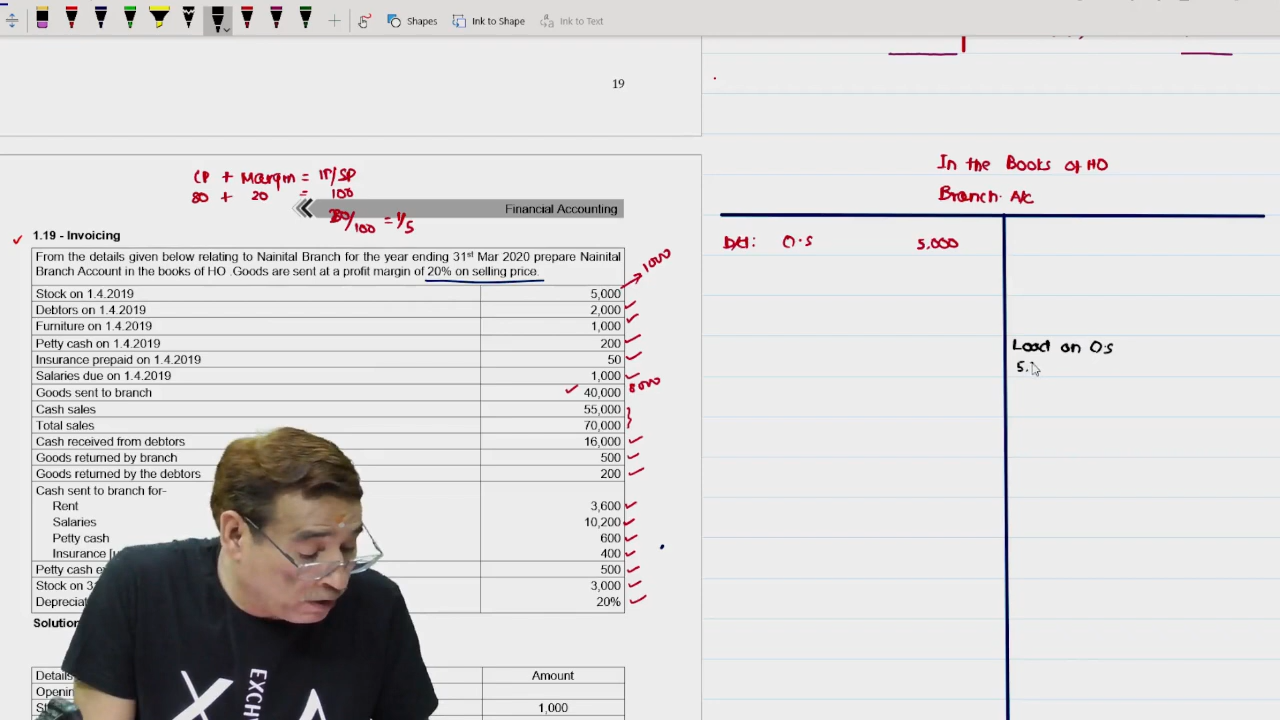 Shapes
Ink to Shape
Ink to Text
19
CP + Margin = IP/SP
80 + 20 = 100
20/100 = 1/5
Financial Accounting
1.19 - Invoicing
From the details given below relating to Nainital Branch for the year ending 31st Mar 2020 prepare Nainital
Branch Account in the books of HO .Goods are sent at a profit margin of 20% on selling price.
Stock on 1.4.2019 5,000 1000
Debtors on 1.4.2019 2,000
Furniture on 1.4.2019 1,000
Petty cash on 1.4.2019 200
Insurance prepaid on 1.4.2019 50
Salaries due on 1.4.2019 1,000
Goods sent to branch 40,000 8000
Cash sales 55,000
Total sales 70,000
Cash received from debtors 16,000
Goods returned by branch 500
Goods returned by the debtors 200
Cash sent to branch for-
Rent 3,600
Salaries 10,200
Petty cash 600
Insurance 400
Petty cash 500
Stock on 3,000
20%
Details Amount
1,000
In the Books of HO
Branch A/c
O.S 5,000
Load on O.S
5.
EXCH